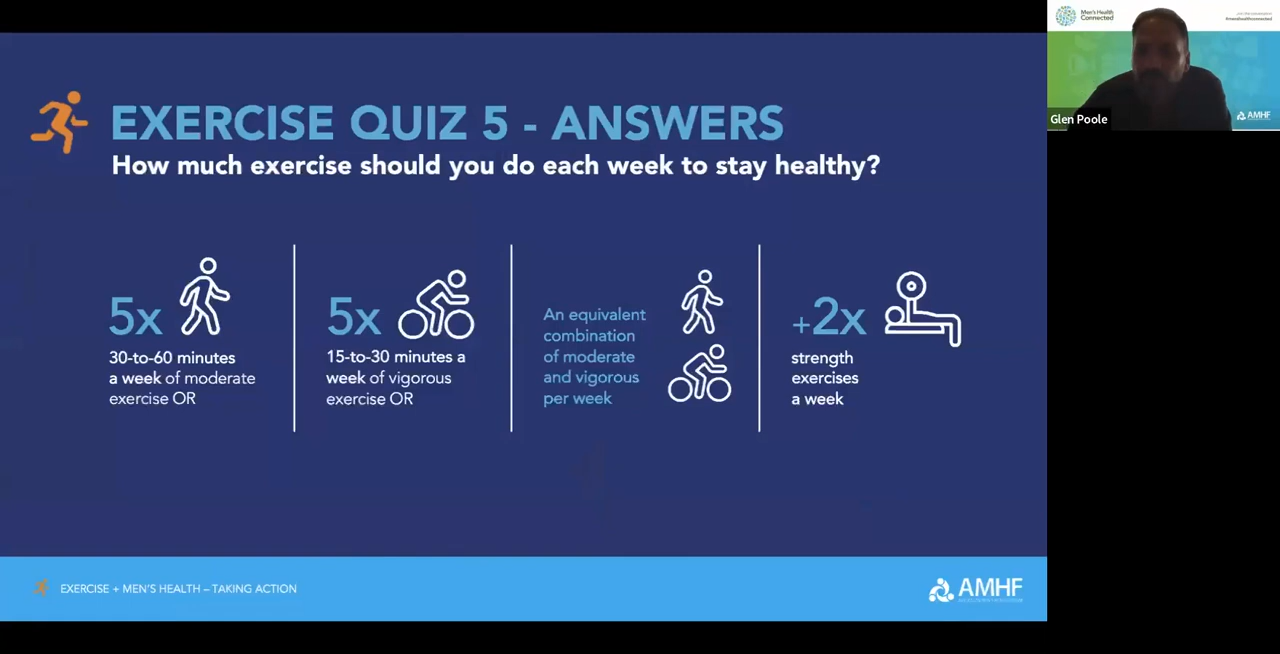 EXERCISE QUIZ 5 - ANSWERS
How much exercise should you do each week to stay healthy?
5x
30-to-60 minutes
a week of moderate
exercise OR
5x
15-to-30 minutes a
week of vigorous
exercise OR
An equivalent
combination
of moderate
and vigorous
per week
+2x
strength
exercises
a week
EXERCISE + MEN'S HEALTH – TAKING ACTION
AMHF
Men's Health
Connected
#menshealthconnected
AMHF
Glen Poole